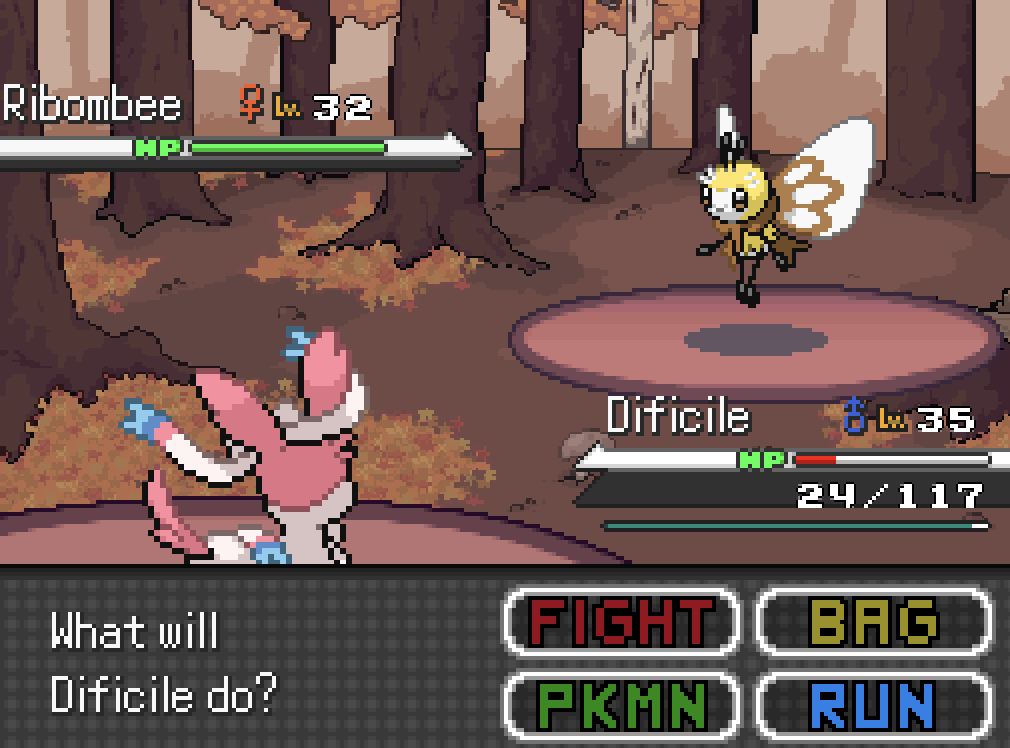 Ribombee ♀ Lv. 32
HP
Dificile ♂ Lv. 35
HP
24/117
What will
Dificile do?
FIGHT BAG
PKMN RUN